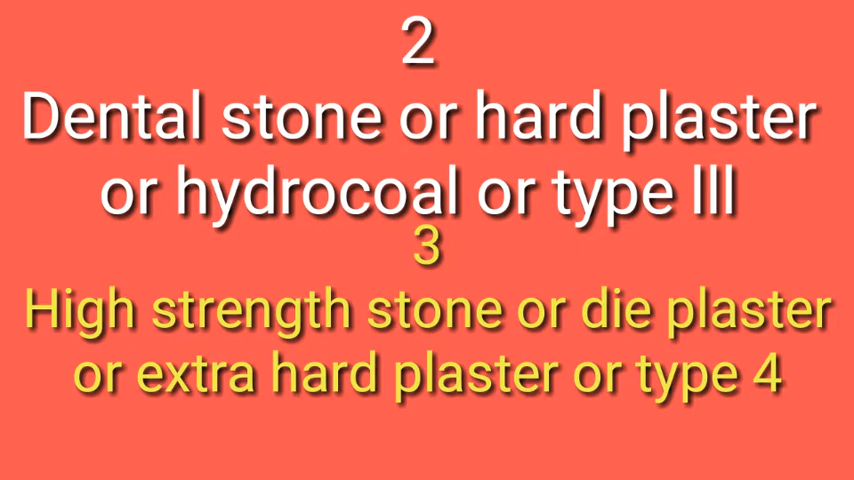 2
Dental stone or hard plaster
or hydrocoal or type lll
3
High strength stone or die plaster
or extra hard plaster or type 4